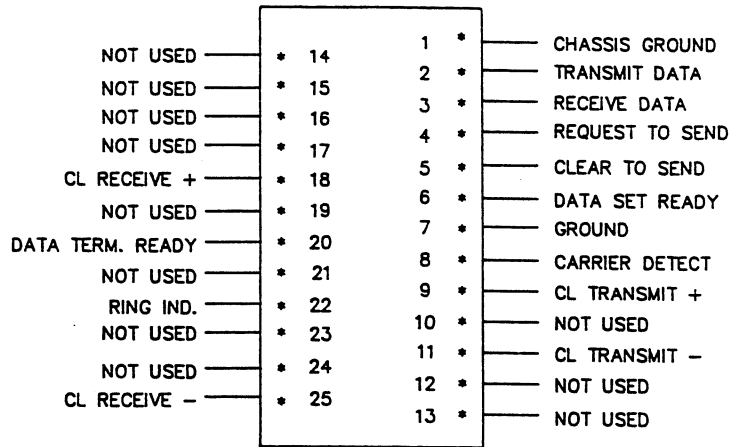 NOT USED * 14
NOT USED * 15
NOT USED * 16
NOT USED * 17
CL RECEIVE + * 18
NOT USED * 19
DATA TERM. READY * 20
NOT USED * 21
RING IND. * 22
NOT USED * 23
NOT USED * 24
CL RECEIVE - * 25
1 * CHASSIS GROUND
2 * TRANSMIT DATA
3 * RECEIVE DATA
4 * REQUEST TO SEND
5 * CLEAR TO SEND
6 * DATA SET READY
7 * GROUND
8 * CARRIER DETECT
9 * CL TRANSMIT +
10 * NOT USED
11 * CL TRANSMIT -
12 * NOT USED
13 * NOT USED